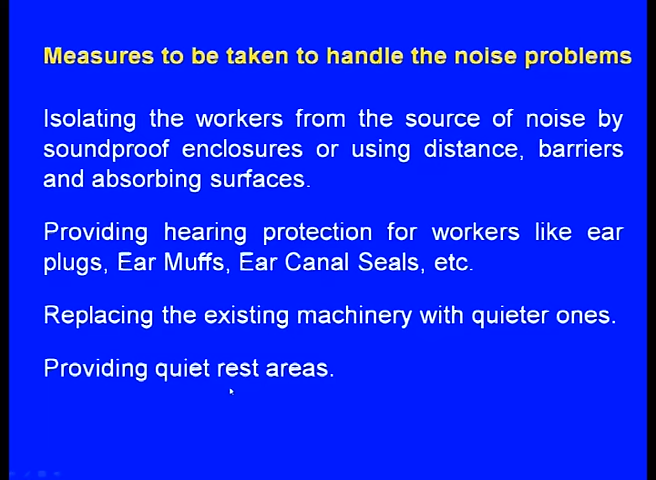 Measures to be taken to handle the noise problems
Isolating the workers from the source of noise by
soundproof enclosures or using distance, barriers
and absorbing surfaces.
Providing hearing protection for workers like ear
plugs, Ear Muffs, Ear Canal Seals, etc.
Replacing the existing machinery with quieter ones.
Providing quiet rest areas.